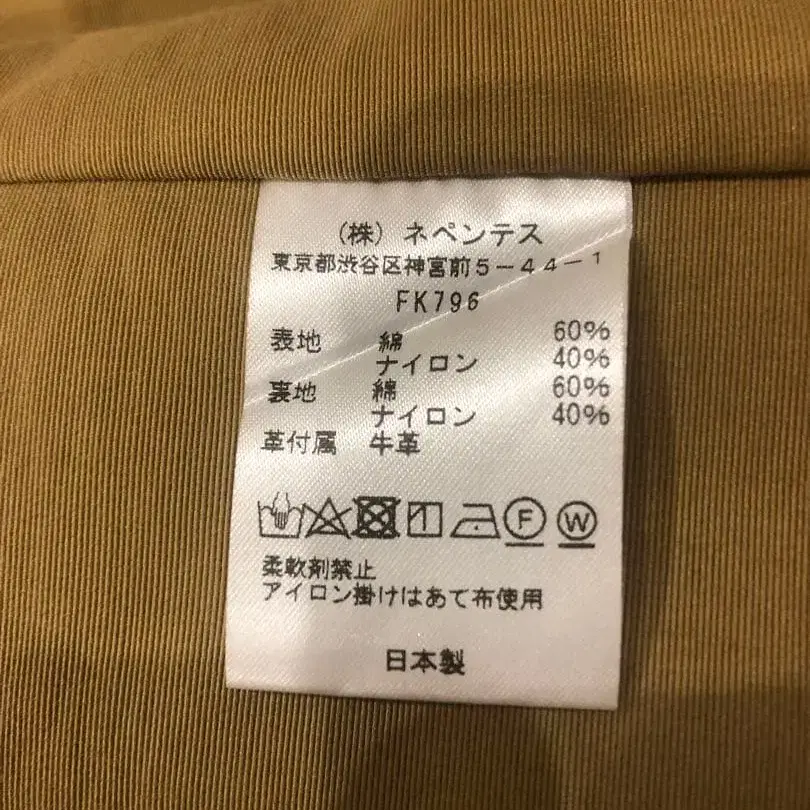 （株）ネペンテス
東京都渋谷区神宮前５－４４－１
FK796
表地 綿 60%
ナイロン 40%
裏地 綿 60%
ナイロン 40%
革付属 牛革
F W
柔軟剤禁止
アイロン掛けはあて布使用
日本製